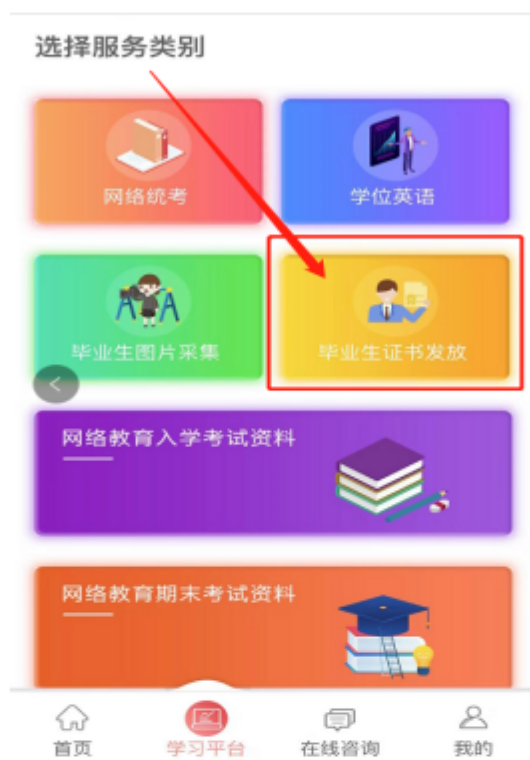 选择服务类别
网络统考
学位英语
毕业生图片采集
毕业生证书发放
网络教育入学考试资料
网络教育期末考试资料
首页
学习平台
在线咨询
我的